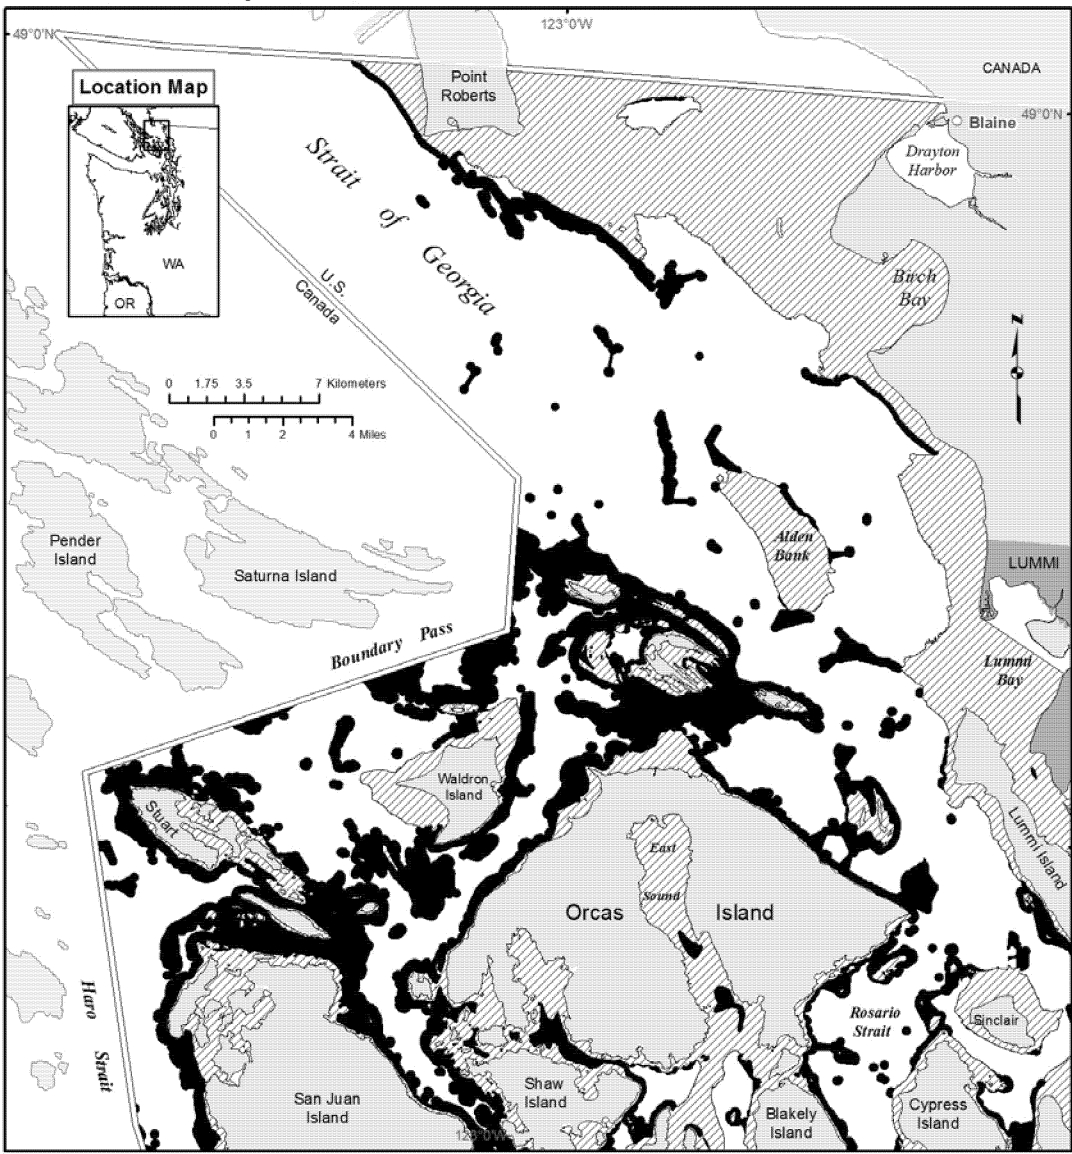 123°0'W
49°0'N
CANADA
Point
Roberts
Location Map
49°0'N
Blaine
Drayton
Harbor
Strait of Georgia
WA
OR
U.S.
Canada
Birch
Bay
N
0 1.75 3.5 7 Kilometers
0 1 2 4 Miles
Pender
Island
Saturna Island
Alden
Bank
LUMMI
Boundary Pass
Lummi
Bay
Waldron
Island
Stuart
Lummi Island
East
Sound
Orcas Island
Haro Strait
Rosario
Strait
Sinclair
San Juan
Island
Shaw
Island
Blakely
Island
Cypress
Island
123°0'W